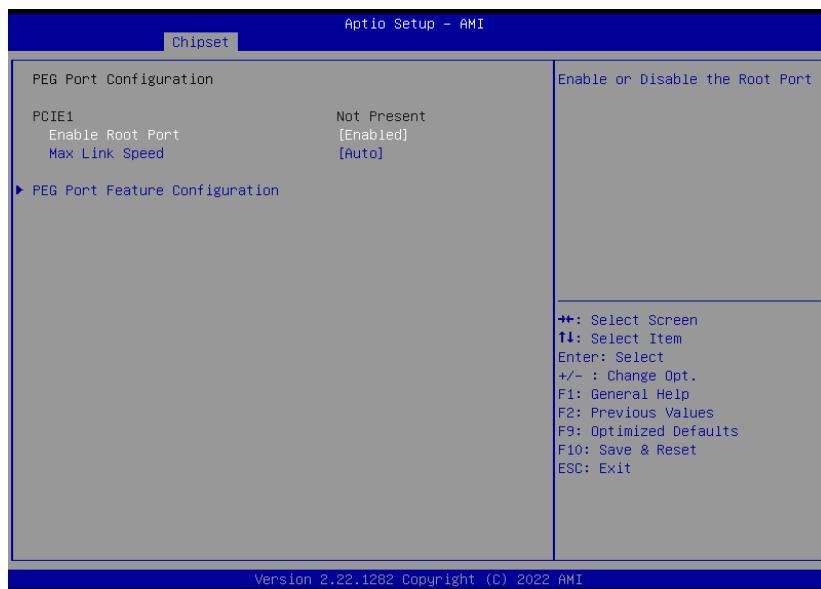 Aptio Setup – AMI
Chipset
PEG Port Configuration
PCIE1 Not Present
Enable Root Port [Enabled]
Max Link Speed [Auto]
▶ PEG Port Feature Configuration
Enable or Disable the Root Port
→←: Select Screen
↑↓: Select Item
Enter: Select
+/- : Change Opt.
F1: General Help
F2: Previous Values
F9: Optimized Defaults
F10: Save & Reset
ESC: Exit
Version 2.22.1282 Copyright (C) 2022 AMI